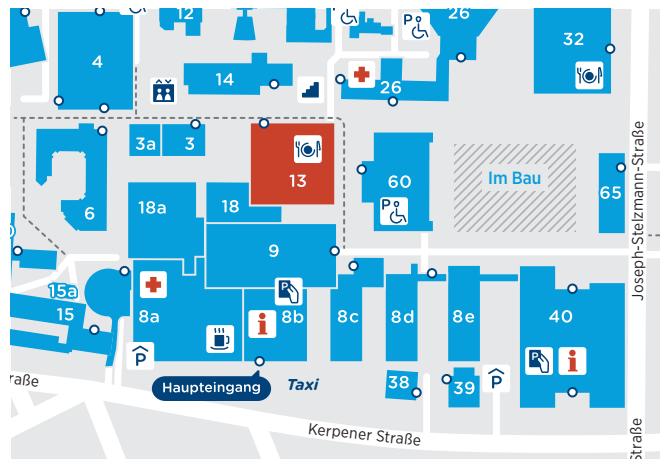 12
26
32
4
14
26
3a
3
13
60
Im Bau
65
6
18a
18
9
15a
15
8a
8b
8c
8d
8e
40
P
P
P
i
P
i
P
P
Haupteingang
Taxi
38
39
raße
Kerpener Straße
Joseph-Stelzmann-Straße
Straße